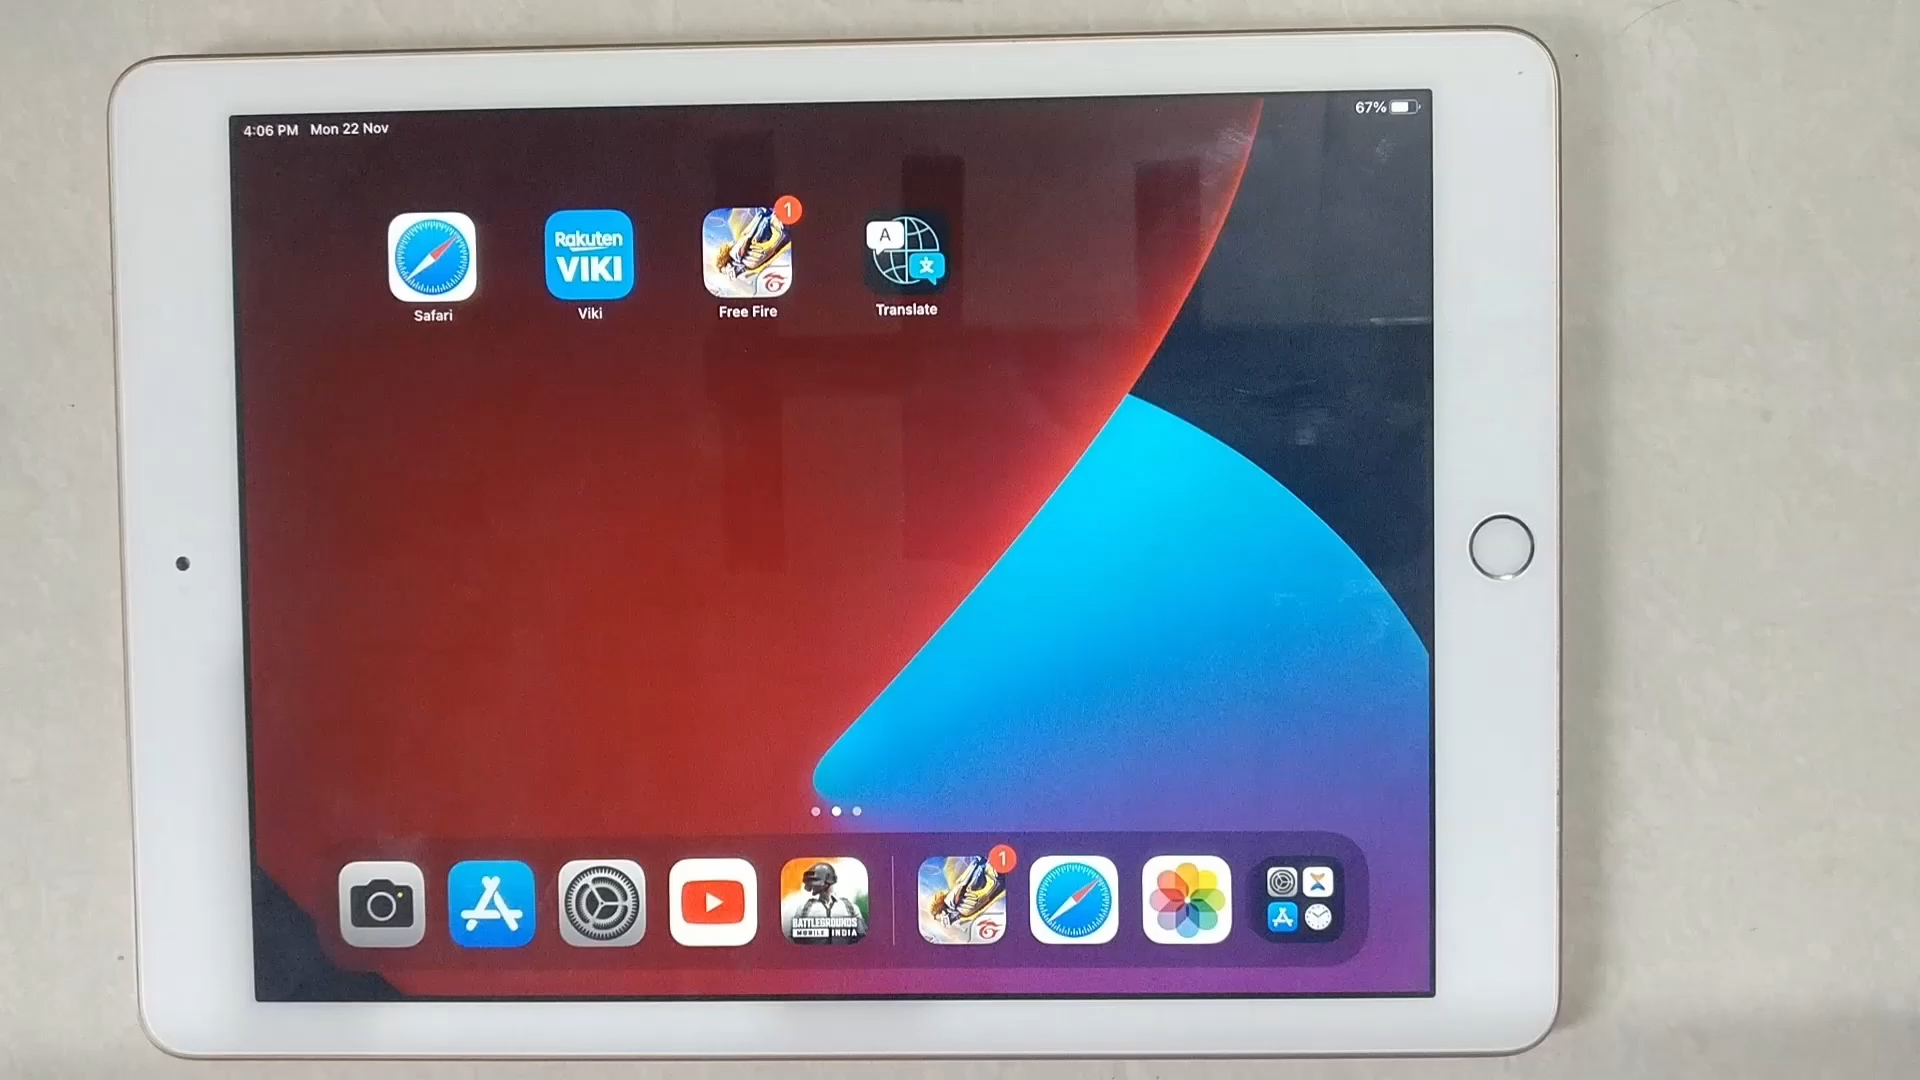 4:06 PM Mon 22 Nov
67%
1
A
文
Rakuten
VIKI
Safari
Viki
Free Fire
Translate
1
BATTLEGROUNDS
MOBILE INDIA